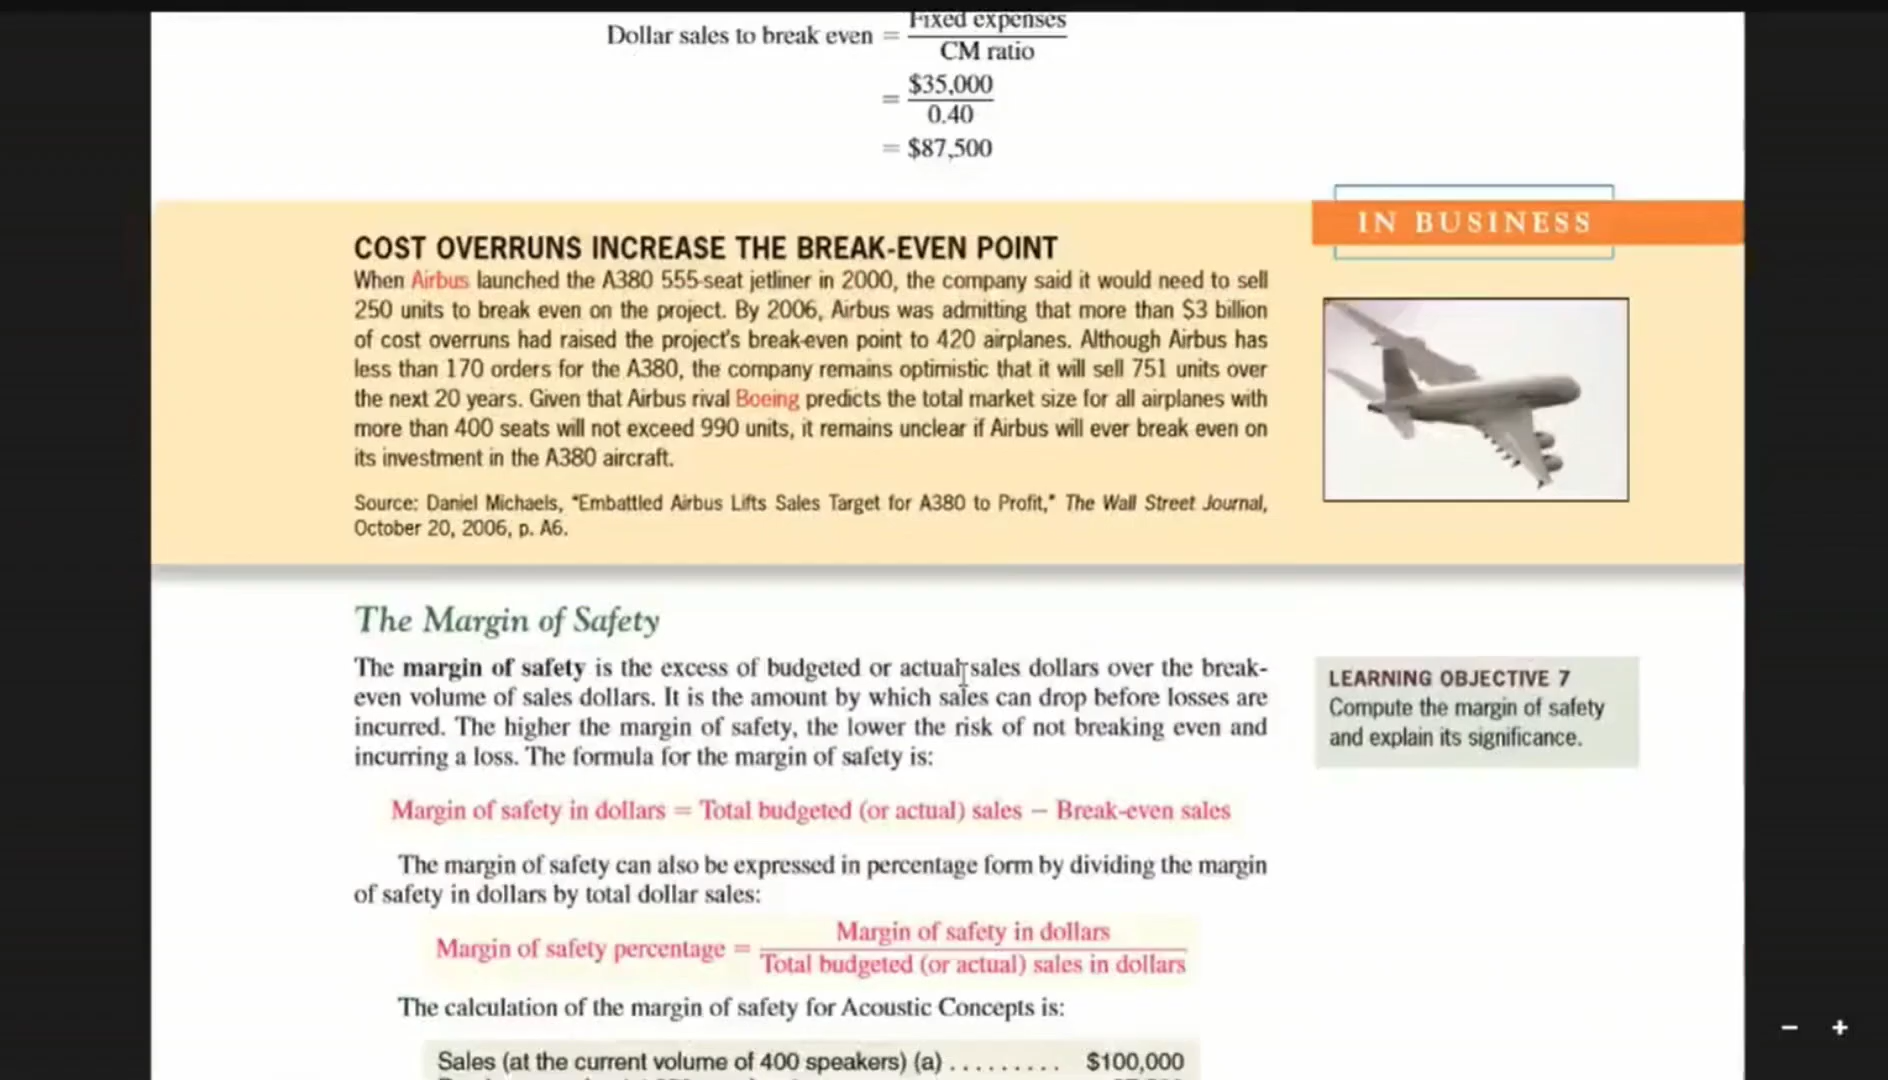 Fixed expenses
Dollar sales to break even =
CM ratio
= $35,000
0.40
= $87,500
IN BUSINESS
COST OVERRUNS INCREASE THE BREAK-EVEN POINT
When Airbus launched the A380 555-seat jetliner in 2000, the company said it would need to sell
250 units to break even on the project. By 2006, Airbus was admitting that more than $3 billion
of cost overruns had raised the project's break-even point to 420 airplanes. Although Airbus has
less than 170 orders for the A380, the company remains optimistic that it will sell 751 units over
the next 20 years. Given that Airbus rival Boeing predicts the total market size for all airplanes with
more than 400 seats will not exceed 990 units, it remains unclear if Airbus will ever break even on
its investment in the A380 aircraft.
Source: Daniel Michaels, "Embattled Airbus Lifts Sales Target for A380 to Profit," The Wall Street Journal,
October 20, 2006, p. A6.
The Margin of Safety
The margin of safety is the excess of budgeted or actual sales dollars over the break-
even volume of sales dollars. It is the amount by which sales can drop before losses are
incurred. The higher the margin of safety, the lower the risk of not breaking even and
incurring a loss. The formula for the margin of safety is:
LEARNING OBJECTIVE 7
Compute the margin of safety
and explain its significance.
Margin of safety in dollars = Total budgeted (or actual) sales − Break-even sales
The margin of safety can also be expressed in percentage form by dividing the margin
of safety in dollars by total dollar sales:
Margin of safety in dollars
Margin of safety percentage =
Total budgeted (or actual) sales in dollars
The calculation of the margin of safety for Acoustic Concepts is:
Sales (at the current volume of 400 speakers) (a) . . . . . . . . . $100,000